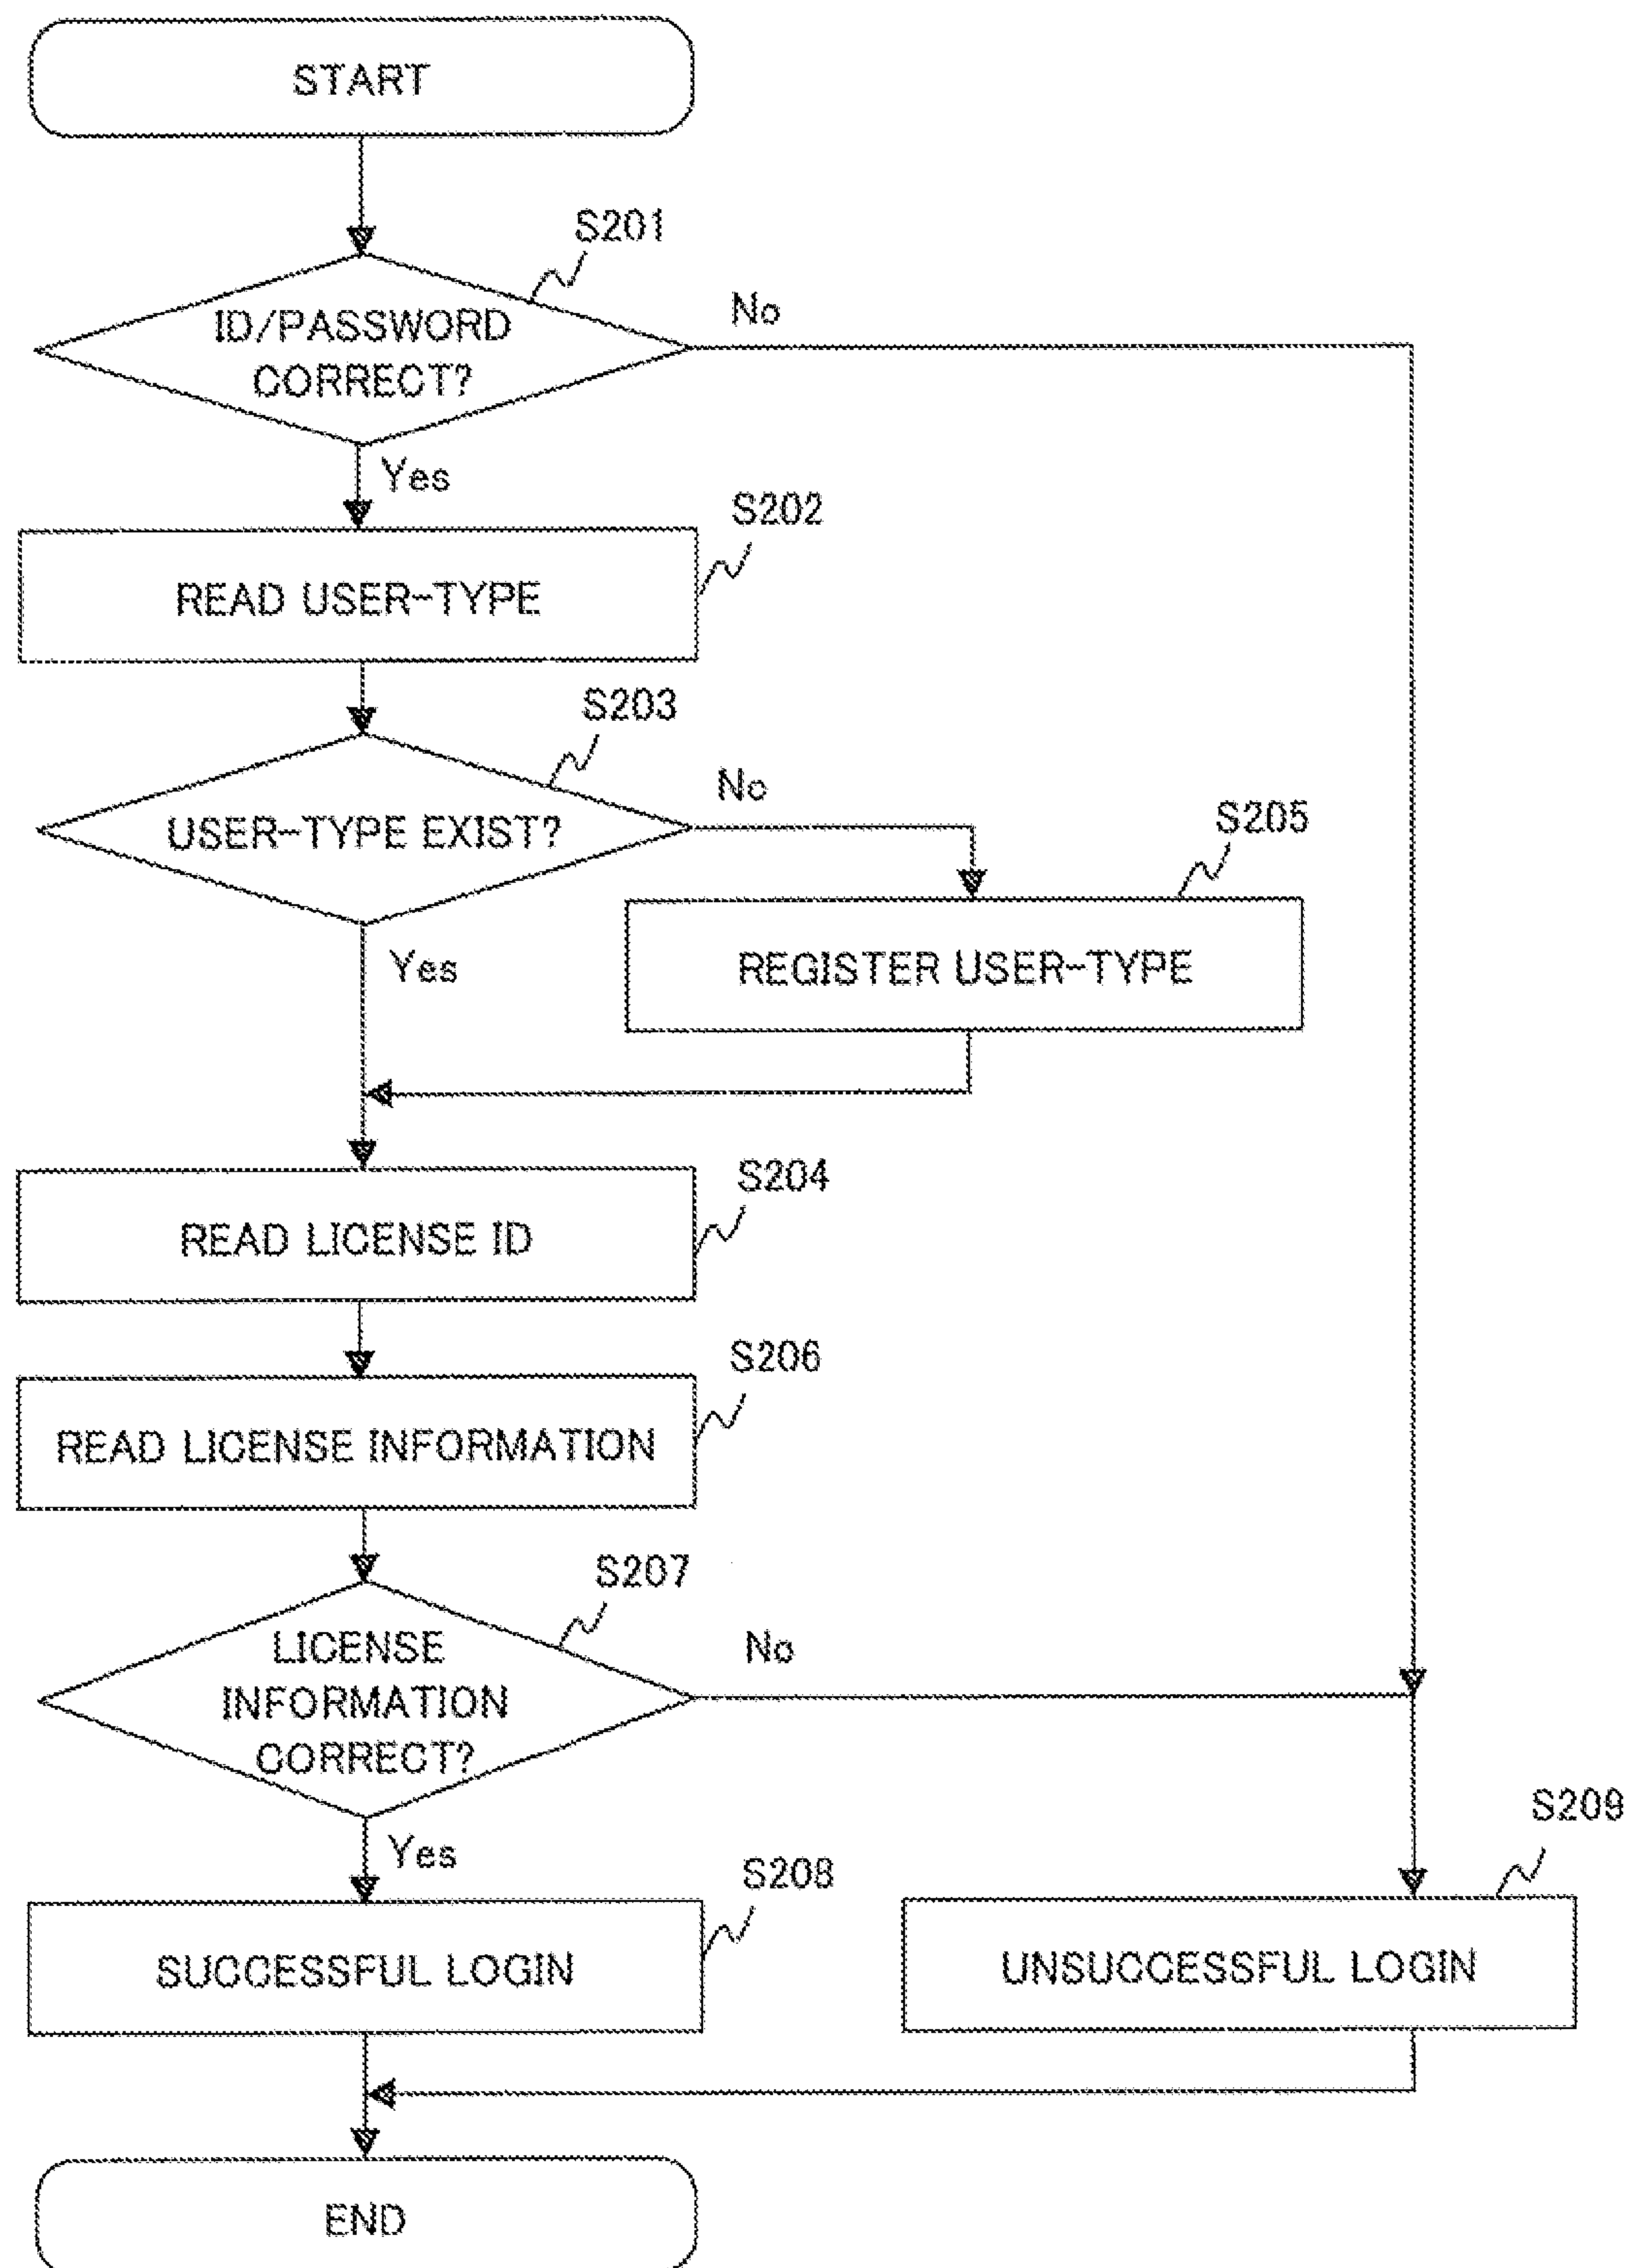 START
S201
ID/PASSWORD
CORRECT?
No
Yes
S202
READ USER-TYPE
S203
USER-TYPE EXIST?
No
Yes
S205
REGISTER USER-TYPE
S204
READ LICENSE ID
S206
READ LICENSE INFORMATION
S207
LICENSE
INFORMATION
CORRECT?
No
Yes
S208
SUCCESSFUL LOGIN
S209
UNSUCCESSFUL LOGIN
END